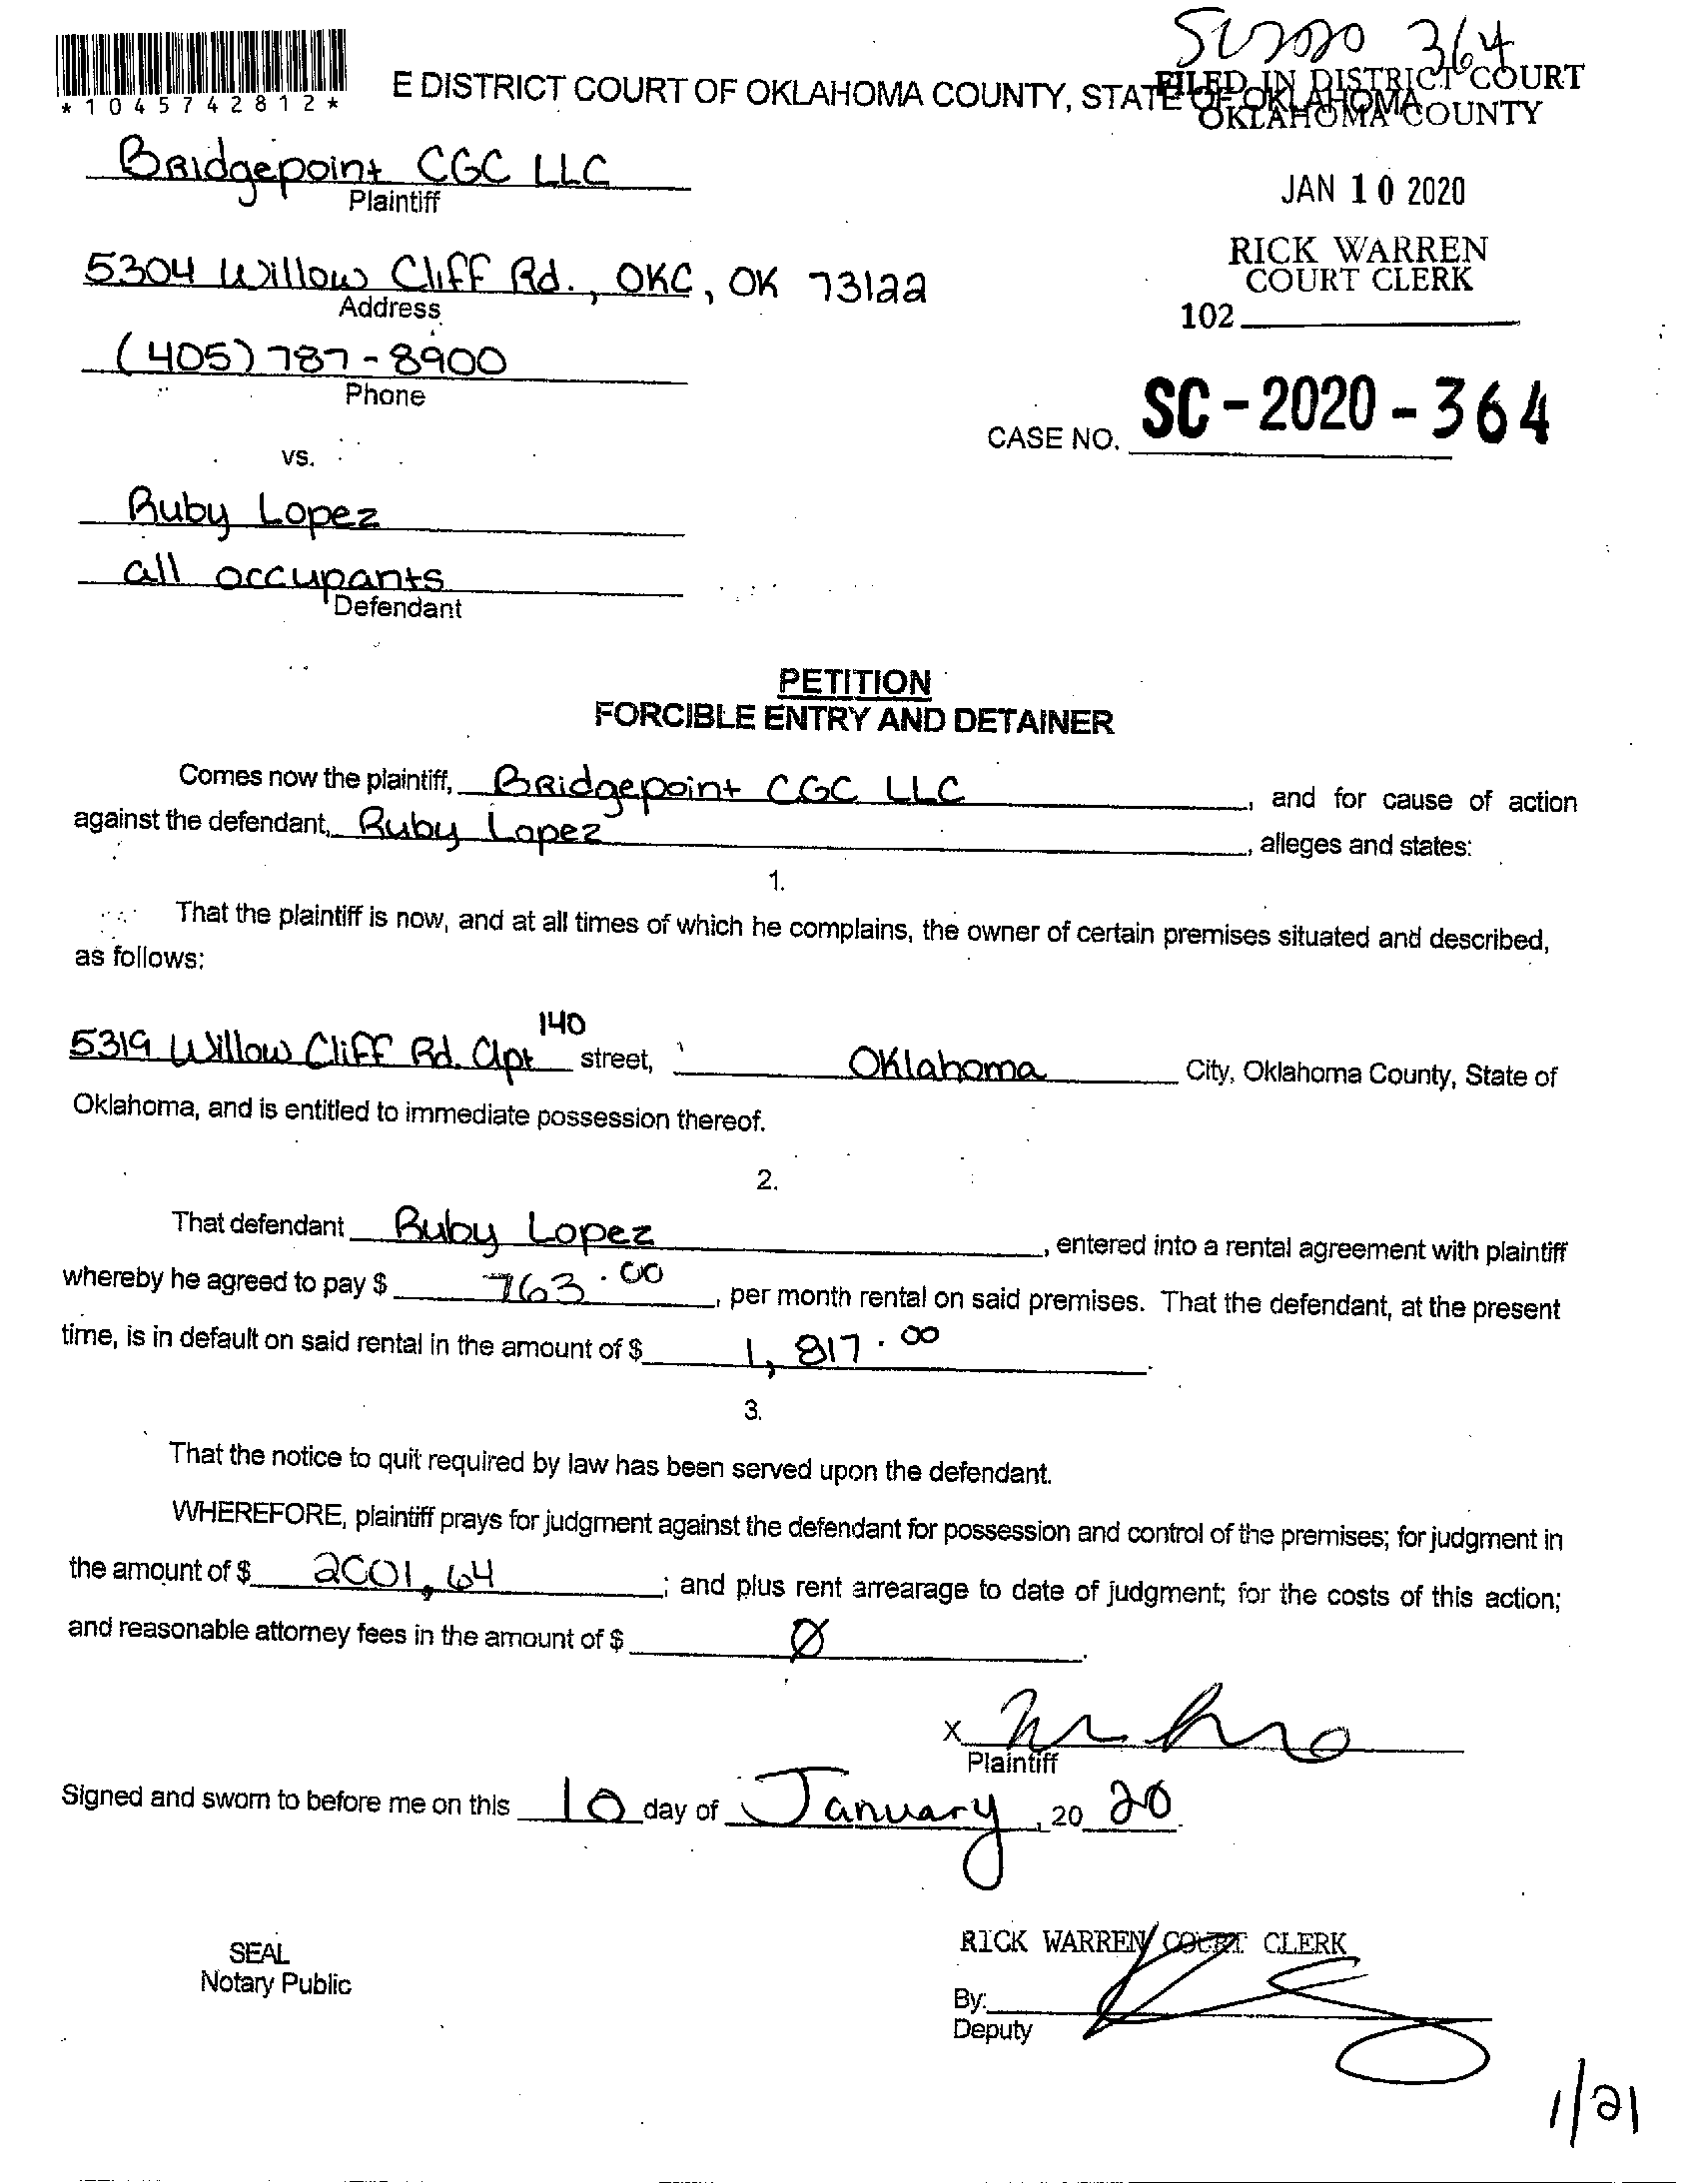 SC2020 364
*1045742812*
E DISTRICT COURT OF OKLAHOMA COUNTY, STATE OF OKLAHOMA
FILED IN DISTRICT COURT
OKLAHOMA COUNTY
Bridgepoint CGC LLC
Plaintiff
JAN 10 2020
5304 Willow Cliff Rd., OKC, OK 73122
Address
RICK WARREN
COURT CLERK
102
(405) 787-8900
Phone
CASE NO. SC-2020-364
vs.
Ruby Lopez
all occupants
Defendant
PETITION
FORCIBLE ENTRY AND DETAINER
Comes now the plaintiff, Bridgepoint CGC LLC, and for cause of action
against the defendant, Ruby Lopez, alleges and states:
1.
That the plaintiff is now, and at all times of which he complains, the owner of certain premises situated and described,
as follows:
5319 Willow Cliff Rd. Apt 140 street, Oklahoma City, Oklahoma County, State of
Oklahoma, and is entitled to immediate possession thereof.
2.
That defendant Ruby Lopez, entered into a rental agreement with plaintiff
whereby he agreed to pay $ 763.00, per month rental on said premises. That the defendant, at the present
time, is in default on said rental in the amount of $ 1,817.00.
3.
That the notice to quit required by law has been served upon the defendant.
WHEREFORE, plaintiff prays for judgment against the defendant for possession and control of the premises; for judgment in
the amount of $ 2001.64; and plus rent arrearage to date of judgment; for the costs of this action;
and reasonable attorney fees in the amount of $ Ø.
X
Plaintiff
Signed and sworn to before me on this 10 day of January, 20 20.
RICK WARREN COURT CLERK
SEAL
Notary Public
By:
Deputy
1/21